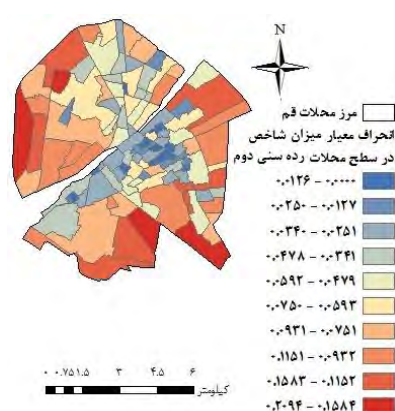 N
مرز محلات قم
انحراف معیار میزان شاخص
در سطح محلات رده سنی دوم
۰.۰۱۲۶ – ۰.۰۰۰۰
۰.۰۲۵۰ – ۰.۰۱۲۷
۰.۰۳۴۰ – ۰.۰۲۵۱
۰.۰۴۷۸ – ۰.۰۳۴۱
۰.۰۵۹۲ – ۰.۰۴۷۹
۰.۰۷۵۰ – ۰.۰۵۹۳
۰.۰۹۳۱ – ۰.۰۷۵۱
۰.۱۱۵۱ – ۰.۰۹۳۲
۰.۱۵۸۳ – ۰.۱۱۵۲
۰.۲۰۹۴ – ۰.۱۵۸۴
۰ ۰.۷۵۱.۵ ۳ ۴.۵ ۶
کیلومتر